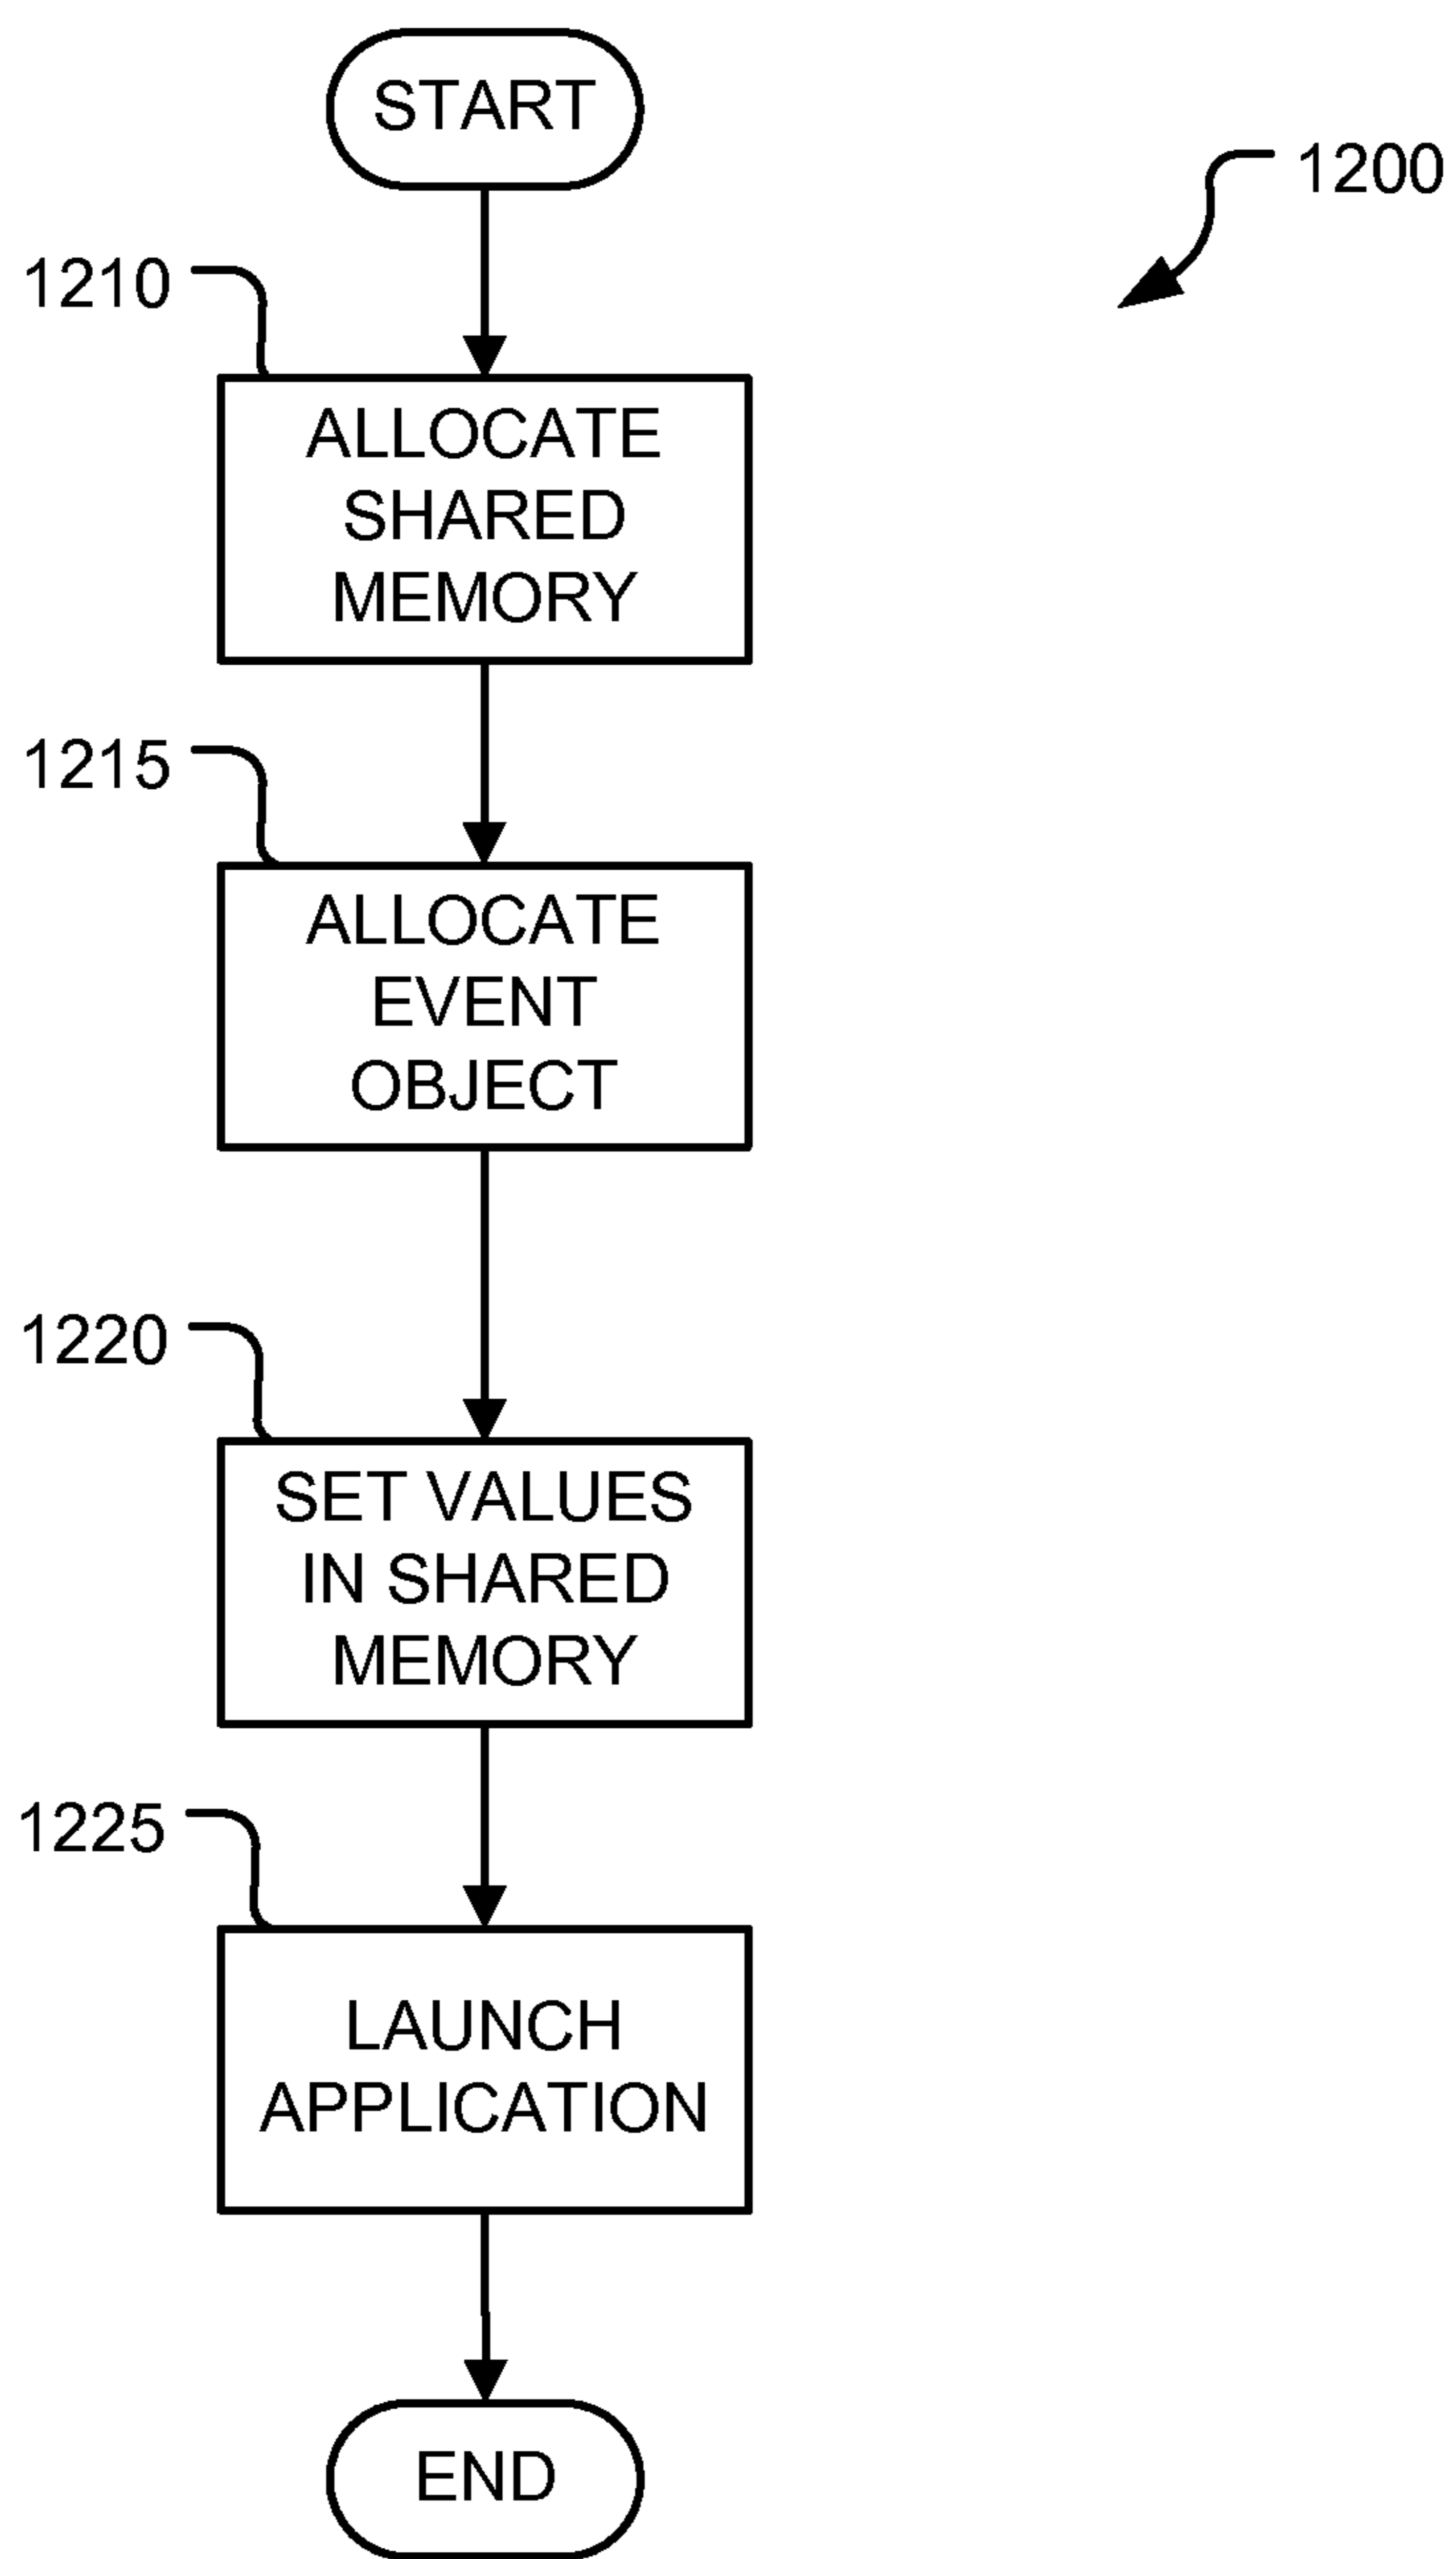 START
1200
1210
ALLOCATE
SHARED
MEMORY
1215
ALLOCATE
EVENT
OBJECT
1220
SET VALUES
IN SHARED
MEMORY
1225
LAUNCH
APPLICATION
END